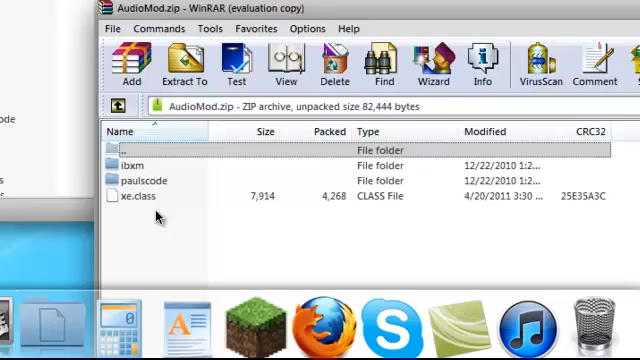 AudioMod.zip - WinRAR (evaluation copy)
File Commands Tools Favorites Options Help
Add Extract To Test View Delete Find Wizard Info VirusScan Comment
AudioMod.zip - ZIP archive, unpacked size 82,444 bytes
Name Size Packed Type Modified CRC32
.. File folder
ibxm File folder 12/22/2010 1:2...
paulscode File folder 12/22/2010 1:2...
xe.class 7,914 4,268 CLASS File 4/20/2011 3:30 ... 25E35A3C
ode
s
s
0
A
S